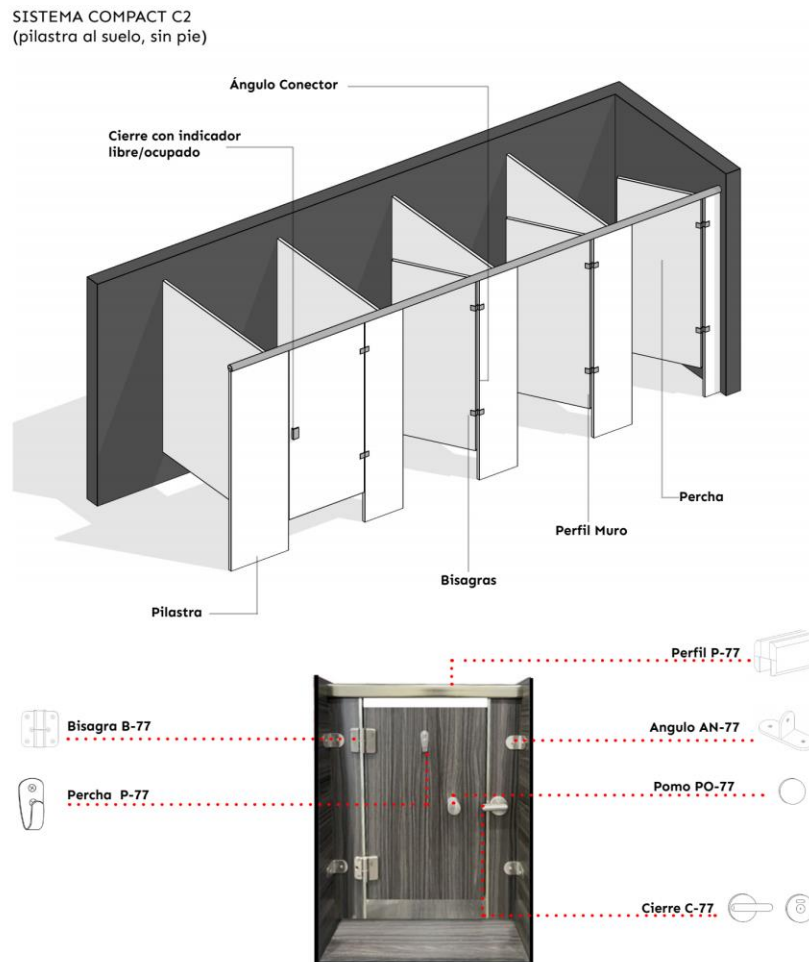 SISTEMA COMPACT C2
(pilastra al suelo, sin pie)
Ángulo Conector
Cierre con indicador
libre/ocupado
Percha
Perfil Muro
Bisagras
Pilastra
Perfil P-77
Bisagra B-77
Angulo AN-77
Percha P-77
Pomo PO-77
Cierre C-77